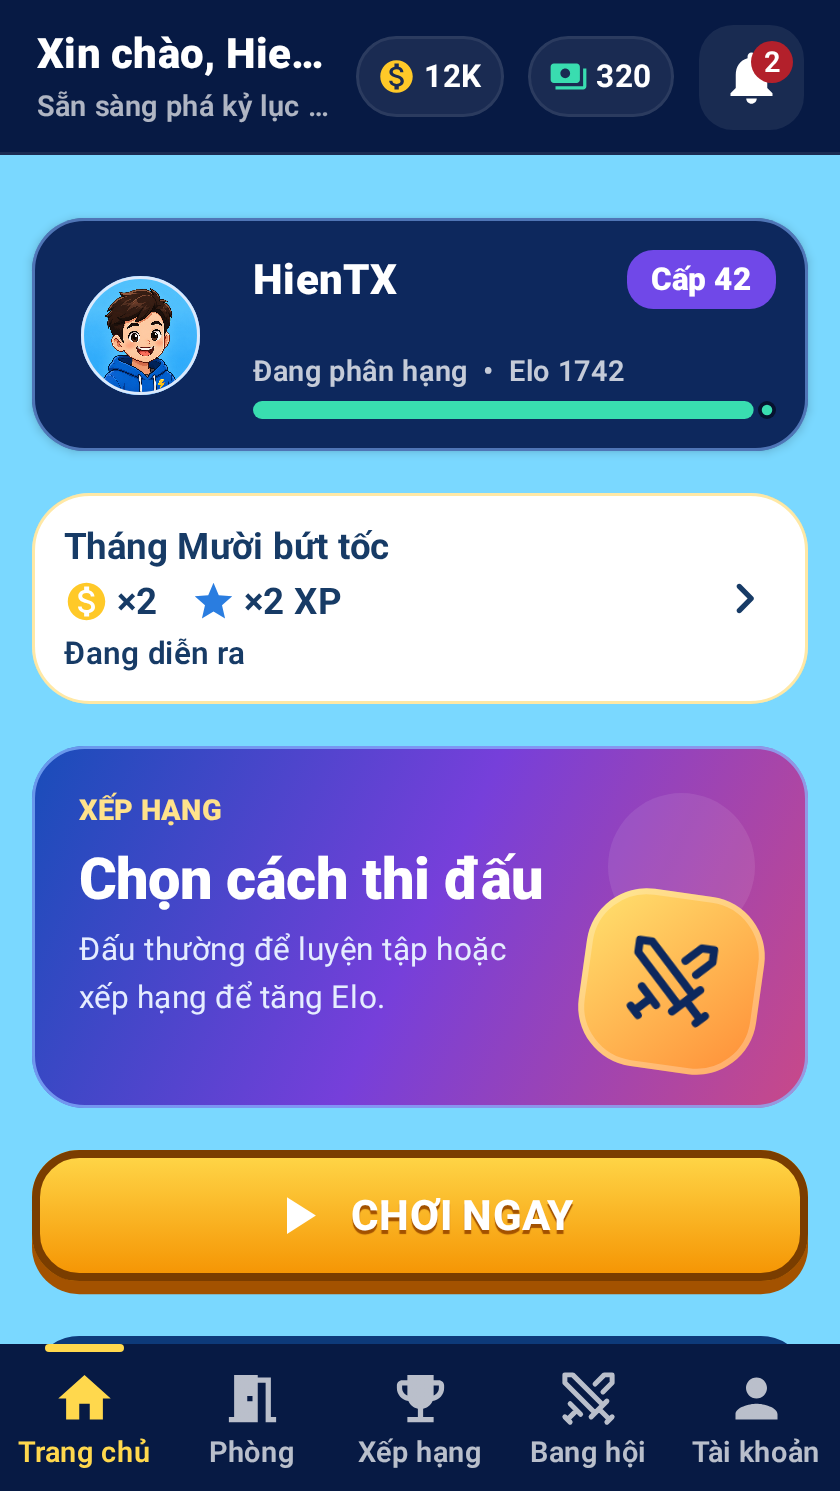 Xin chào, Hie...
Sẵn sàng phá kỷ lục ...
12K
320
2
HienTX
Cấp 42
Đang phân hạng • Elo 1742
Tháng Mười bứt tốc
×2 ×2 XP
Đang diễn ra
XẾP HẠNG
Chọn cách thi đấu
Đấu thường để luyện tập hoặc
xếp hạng để tăng Elo.
CHƠI NGAY
Trang chủ
Phòng
Xếp hạng
Bang hội
Tài khoản